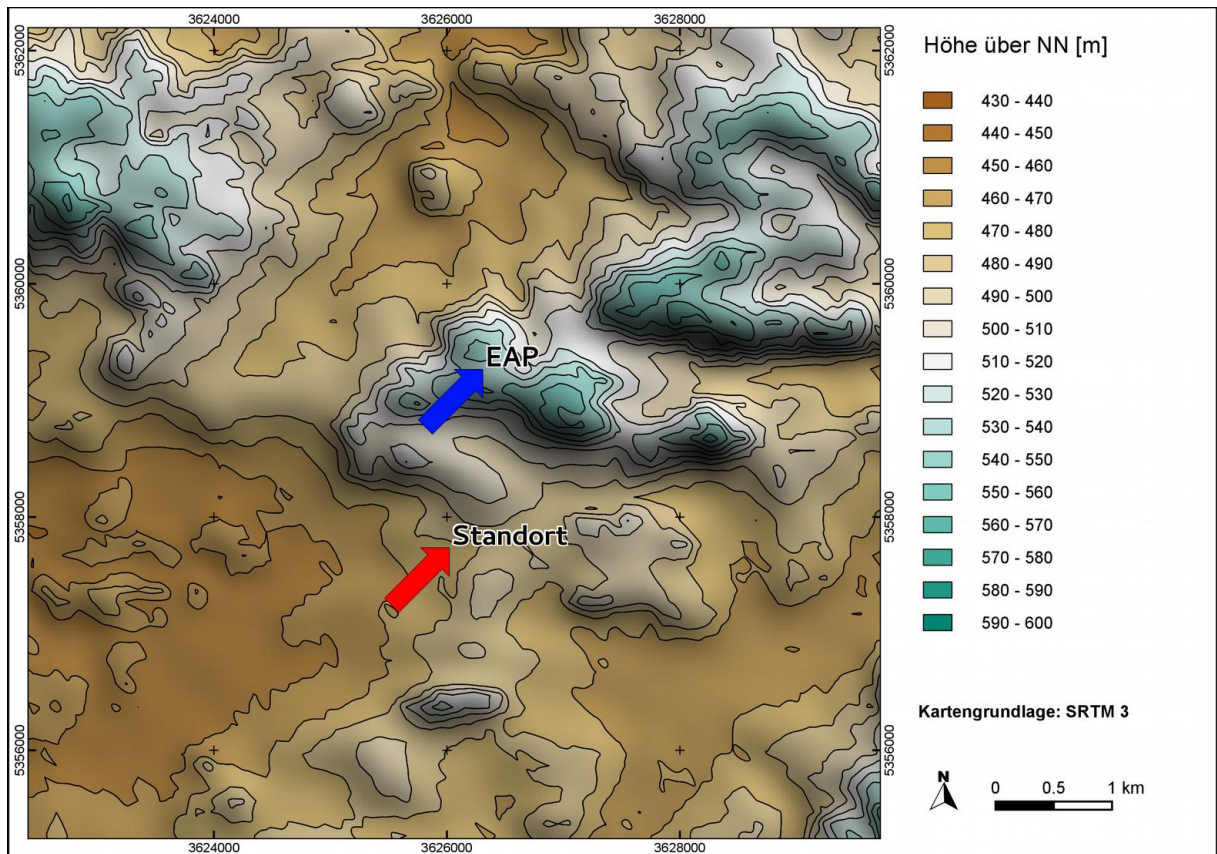 3624000 3626000 3628000
5362000 5362000
Höhe über NN [m]
430 - 440
440 - 450
450 - 460
460 - 470
470 - 480
480 - 490
490 - 500
500 - 510
510 - 520
520 - 530
530 - 540
540 - 550
550 - 560
560 - 570
570 - 580
580 - 590
590 - 600
5360000 5360000
EAP
5358000 5358000
Standort
Kartengrundlage: SRTM 3
5356000 5356000
N
0 0.5 1 km
3624000 3626000 3628000